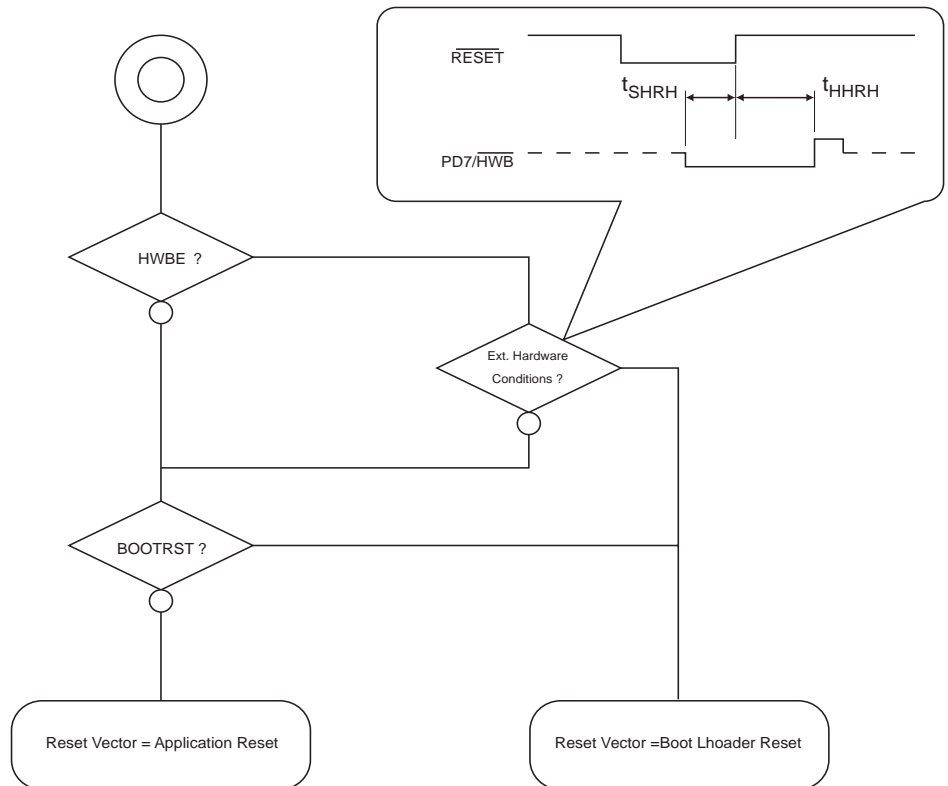 RESET
tSHRH
tHHRH
PD7/HWB
HWBE ?
Ext. Hardware
Conditions ?
BOOTRST ?
Reset Vector = Application Reset
Reset Vector =Boot Lhoader Reset